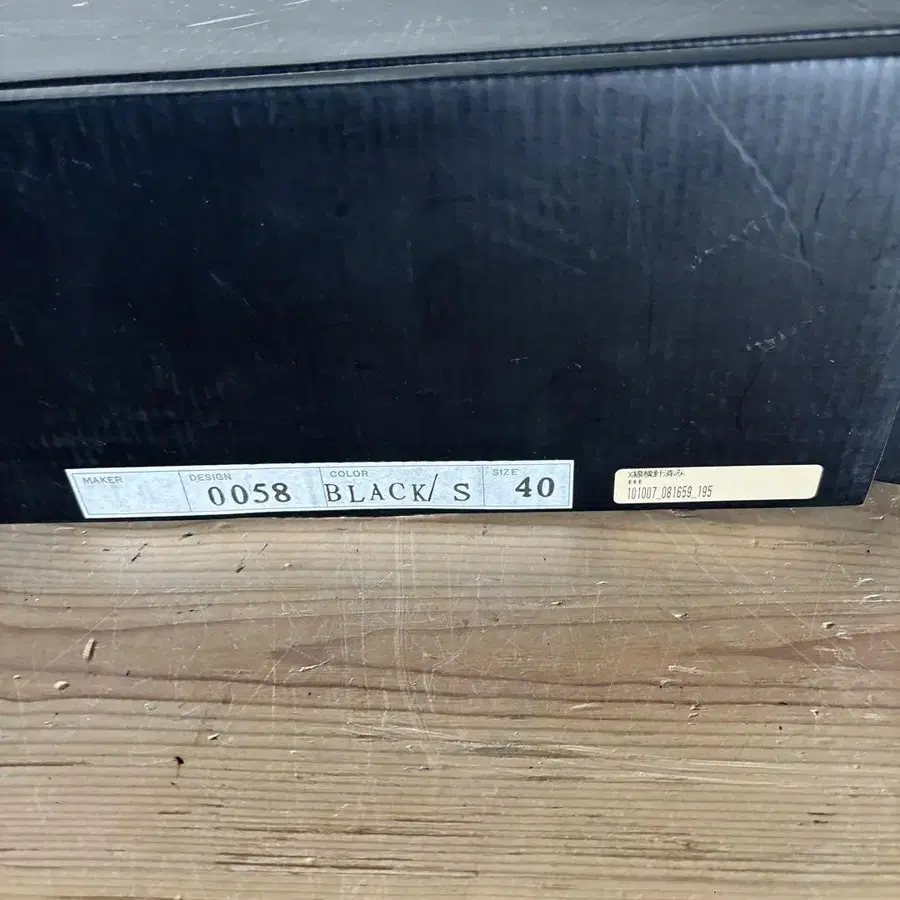 MAKER
DESIGN
0058
COLOR
BLACK/ S
SIZE
40
X線検針済み
101007_081659_195